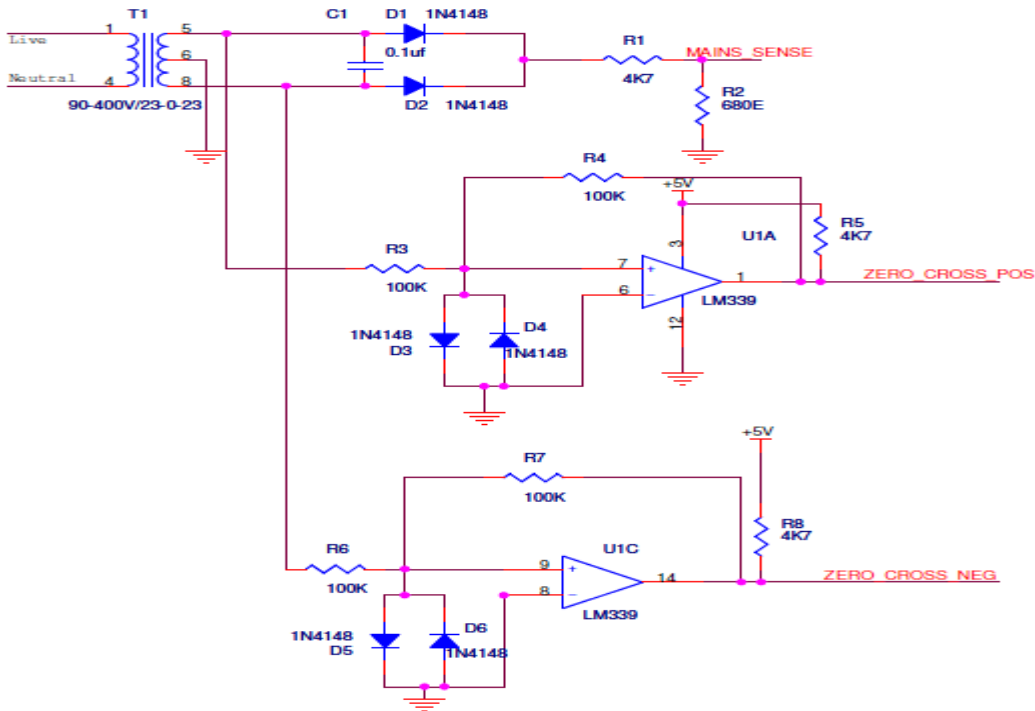 T1
C1
D1
1N4148
1
5
Live
6
0.1uf
R1
MAINS_SENSE
4K7
Neutral
4
8
R2
680E
90-400V/23-0-23
D2
1N4148
R4
100K
+5V
R5
4K7
U1A
3
R3
100K
7
+
6
−
1
ZERO_CROSS_POS
LM339
12
1N4148
D3
D4
1N4148
+5V
R7
100K
R8
4K7
R6
100K
U1C
9
+
8
−
14
ZERO_CROSS_NEG
LM339
1N4148
D5
D6
1N4148